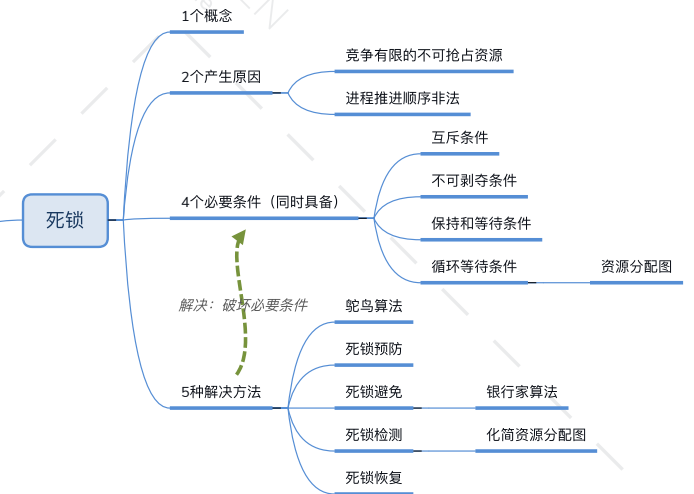 1个概念
2个产生原因
竞争有限的不可抢占资源
进程推进顺序非法
互斥条件
4个必要条件（同时具备）
不可剥夺条件
死锁
保持和等待条件
循环等待条件
资源分配图
解决：破坏必要条件
鸵鸟算法
死锁预防
5种解决方法
死锁避免
银行家算法
死锁检测
化简资源分配图
死锁恢复